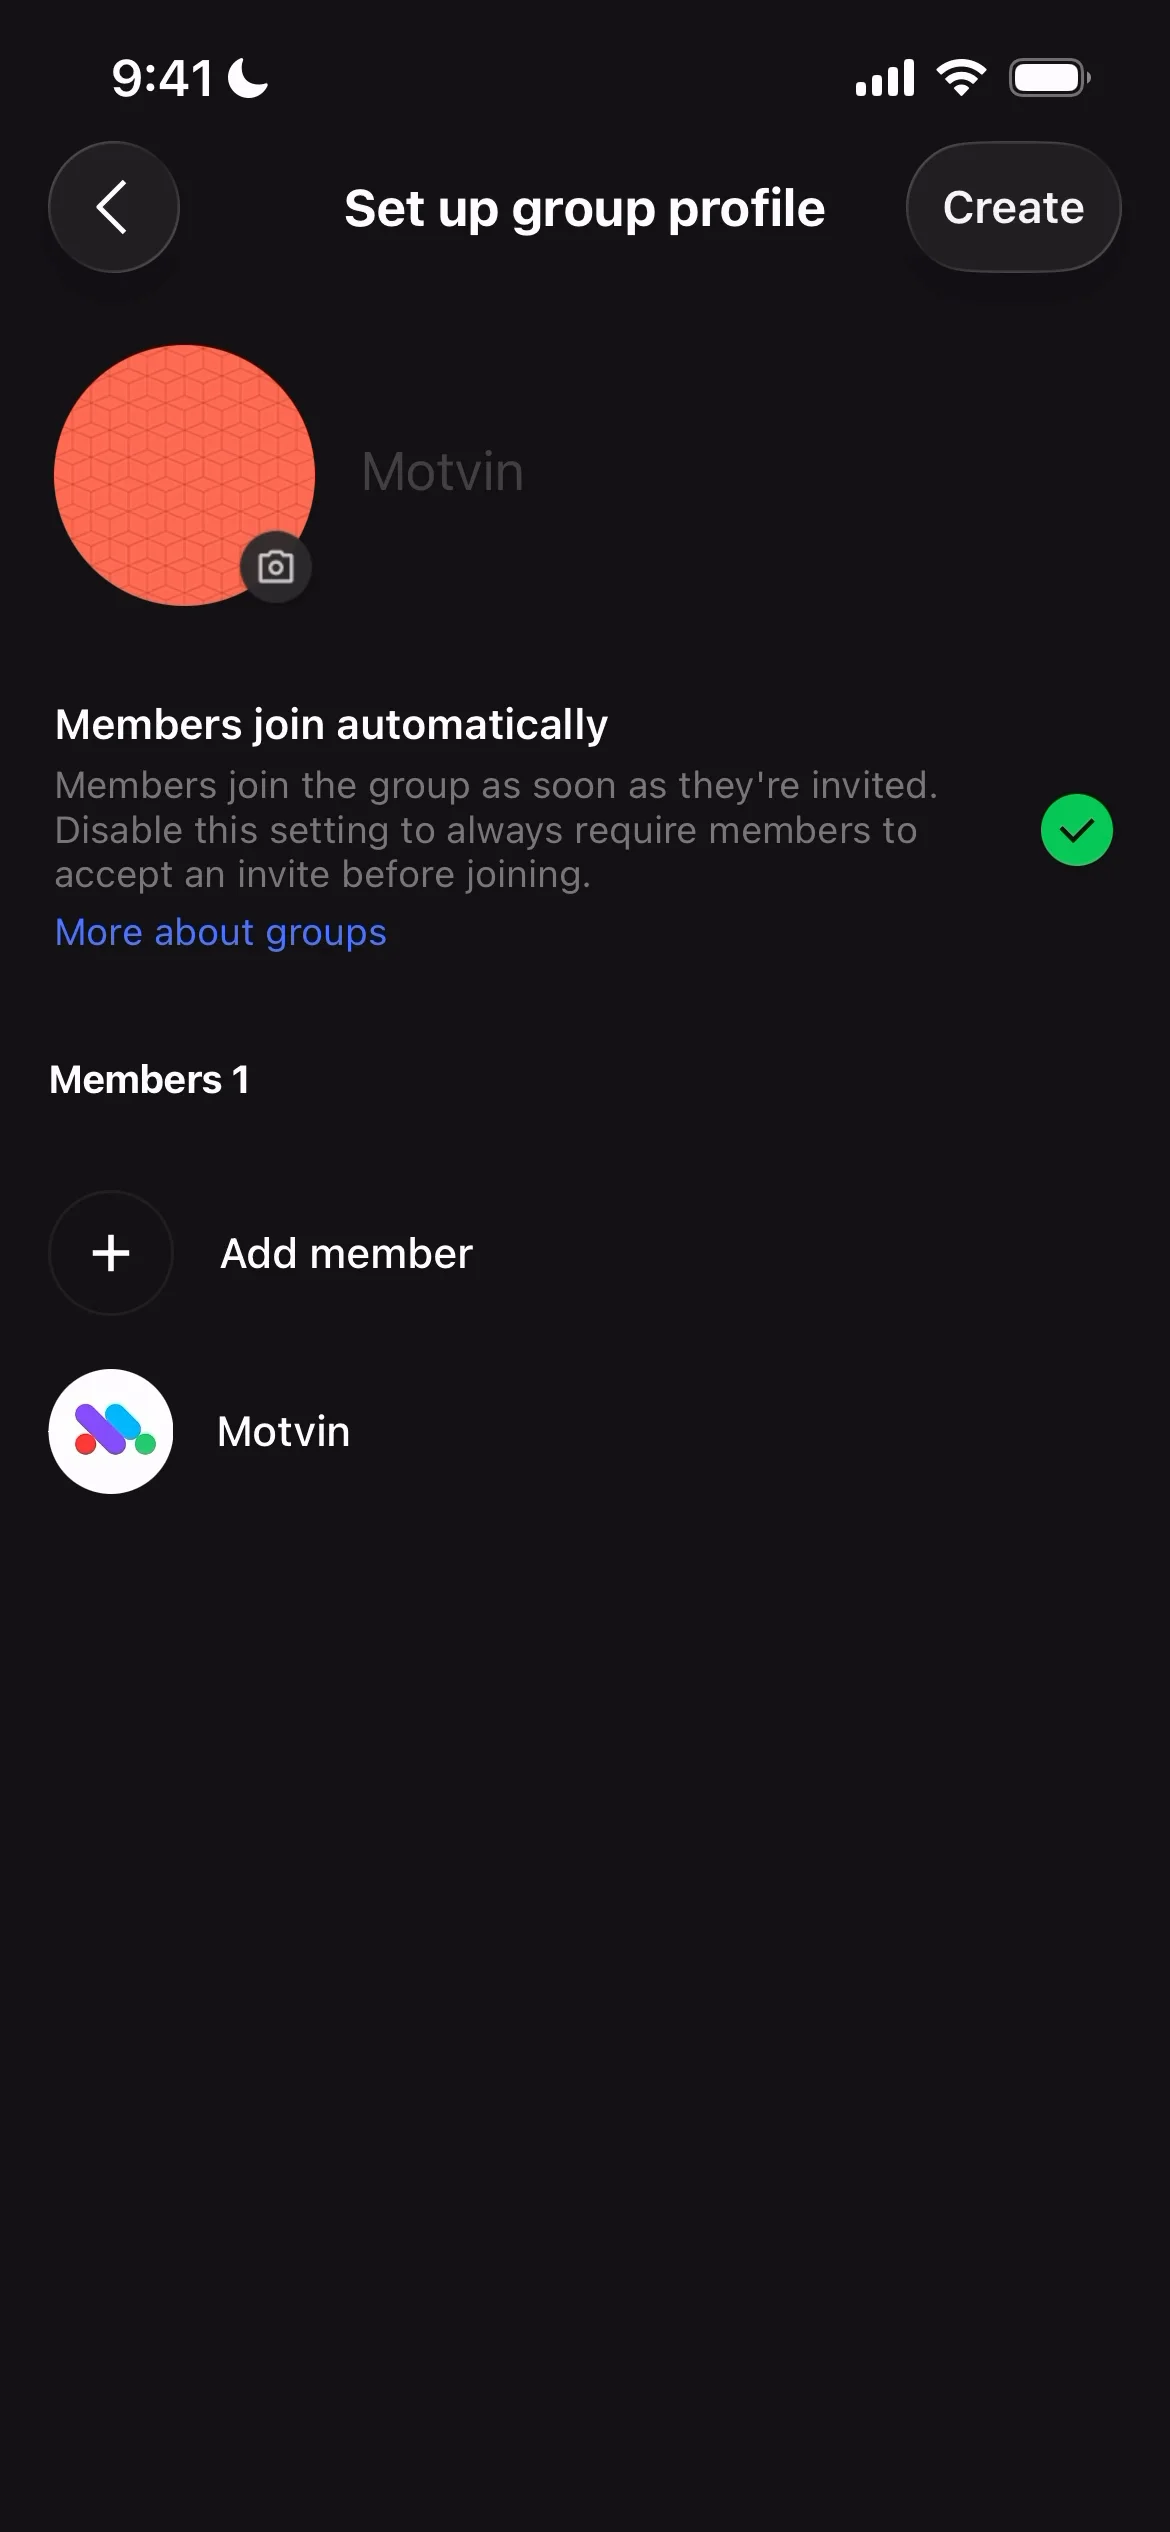 9:41
Set up group profile
Create
Motvin
Members join automatically
Members join the group as soon as they're invited.
Disable this setting to always require members to
accept an invite before joining.
More about groups
Members 1
Add member
Motvin